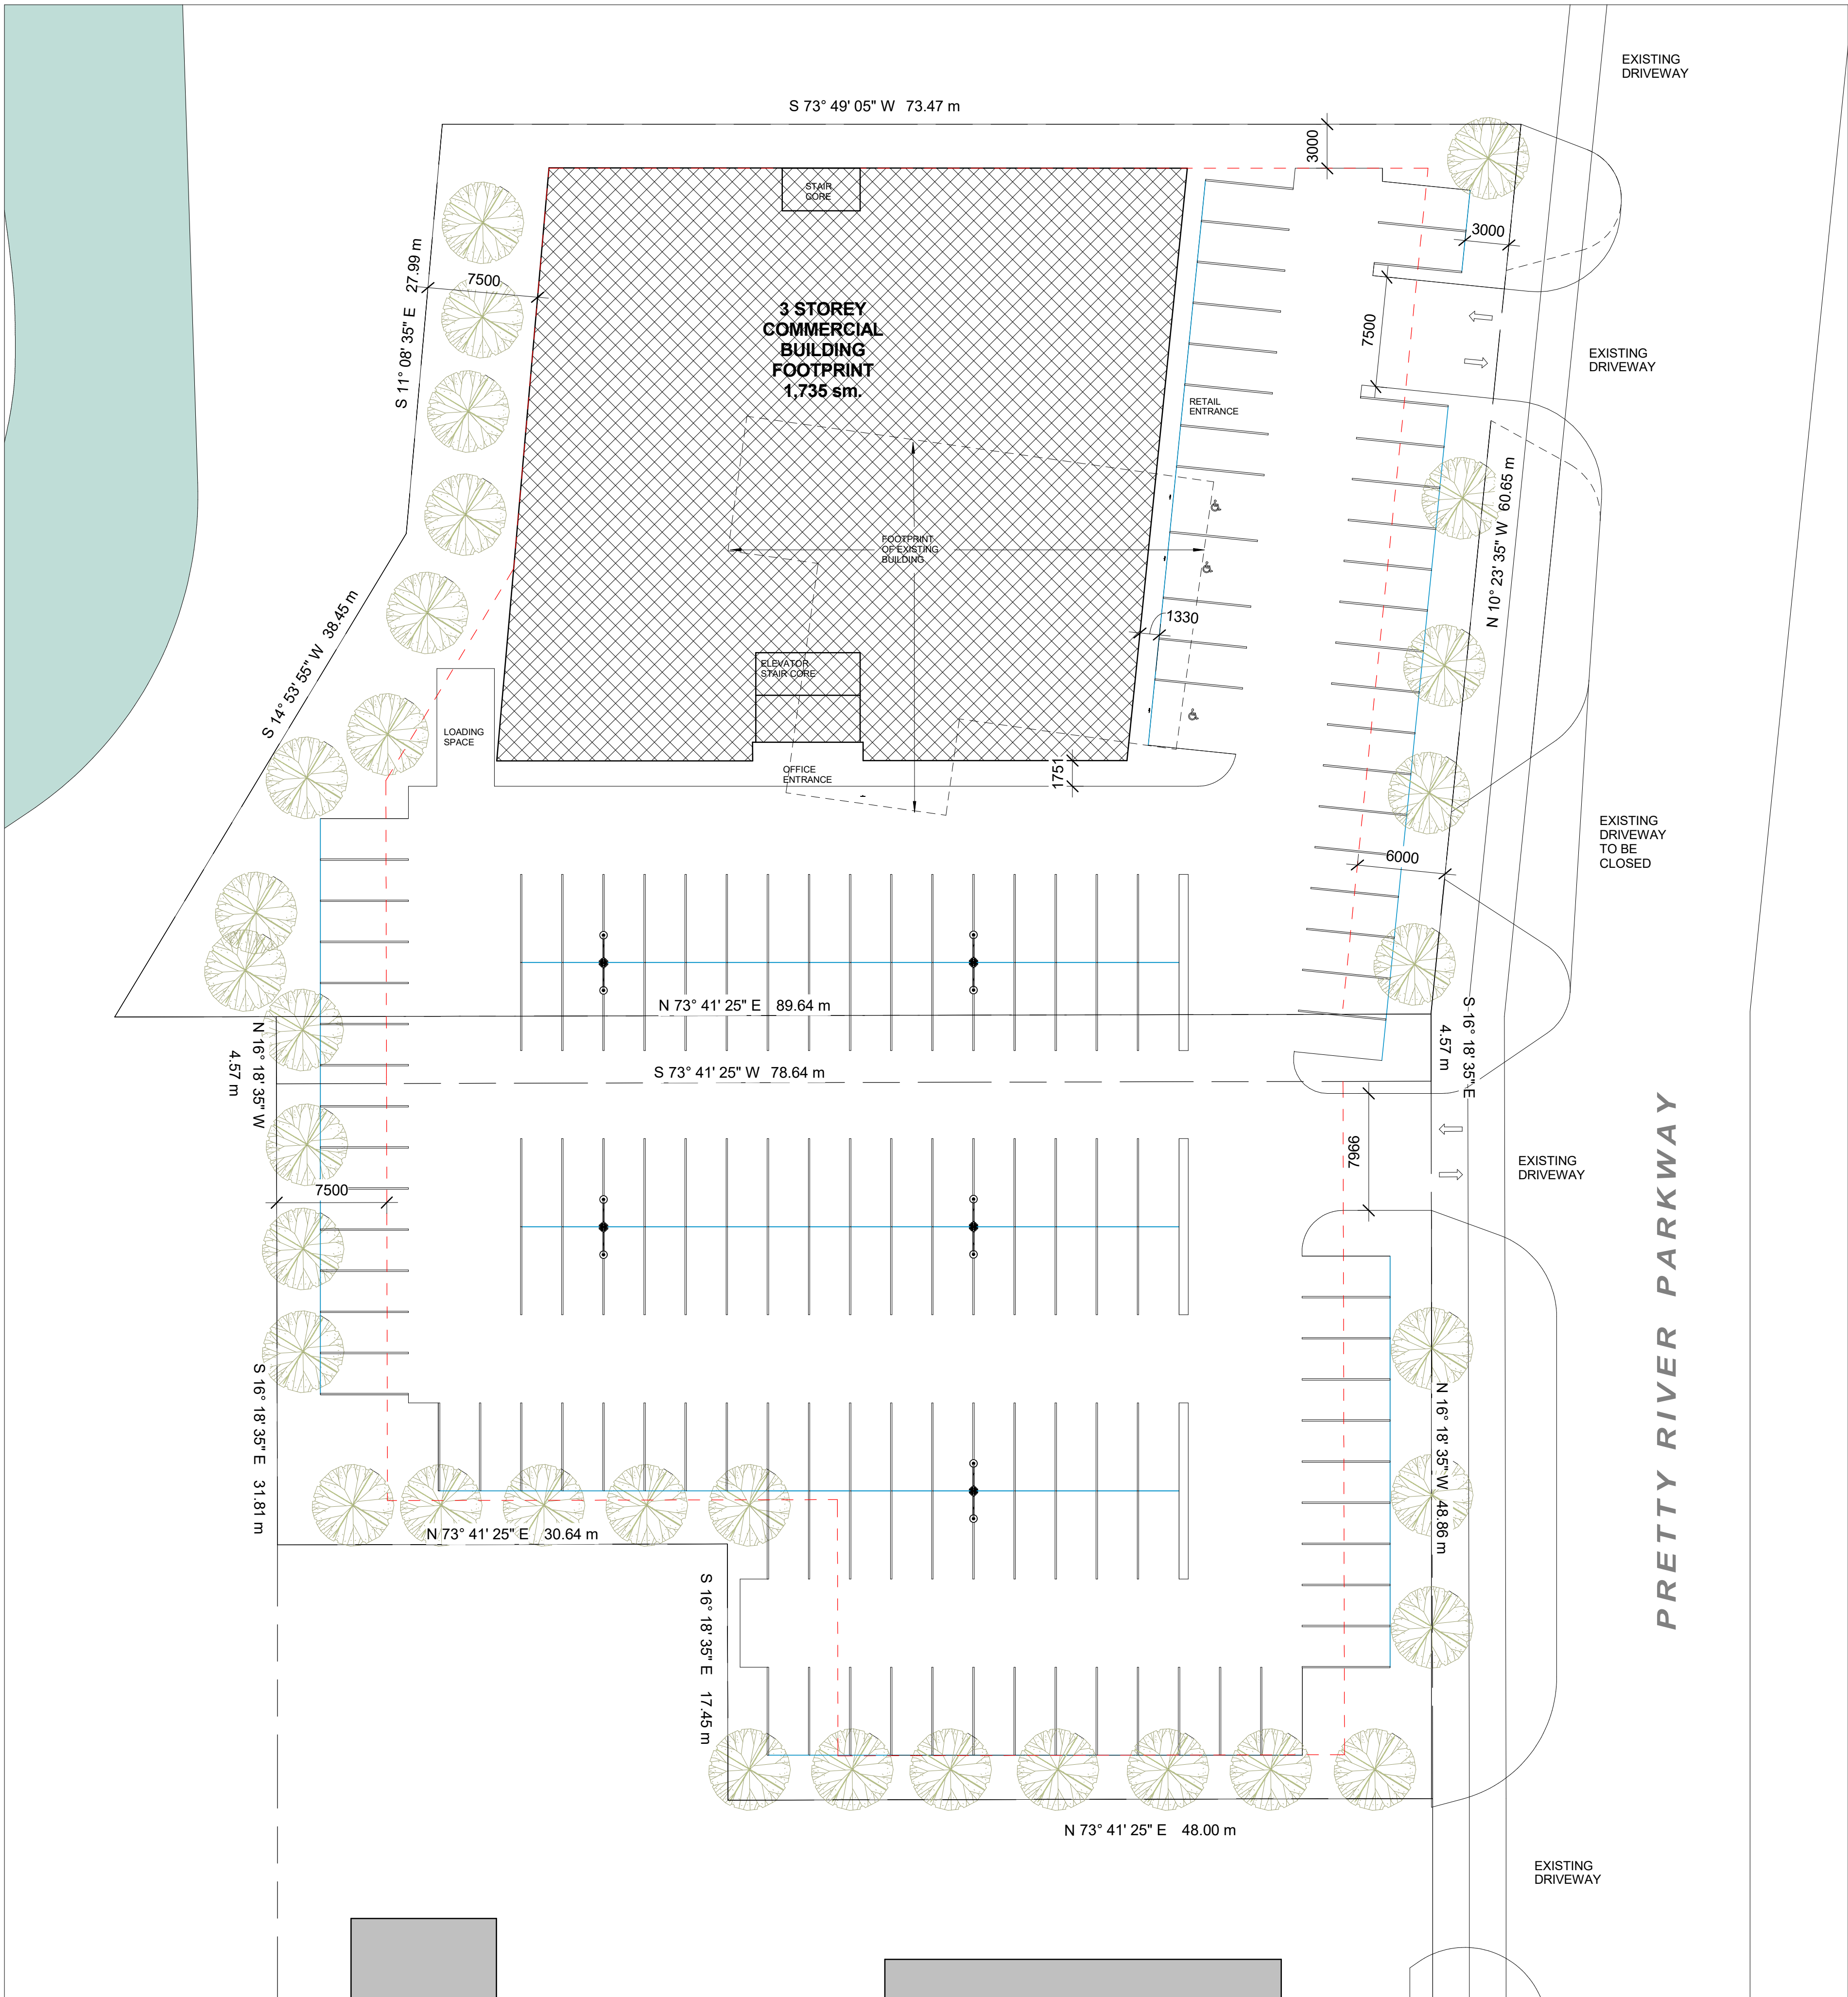 EXISTING
DRIVEWAY
S 73° 49' 05" W 73.47 m
3000
STAIR
CORE
3000
S 11° 08' 35" E 27.99 m
7500
3 STOREY
COMMERCIAL
BUILDING
FOOTPRINT
1,735 sm.
7500
EXISTING
DRIVEWAY
RETAIL
ENTRANCE
N 10° 23' 35" W 60.65 m
FOOTPRINT
OF EXISTING
BUILDING
1330
S 14° 53' 55" W 38.45 m
ELEVATOR
STAIR CORE
LOADING
SPACE
OFFICE
ENTRANCE
1751
EXISTING
DRIVEWAY
TO BE
CLOSED
6000
N 73° 41' 25" E 89.64 m
N 16° 18' 35" W
4.57 m
S 16° 18' 35" E
4.57 m
S 73° 41' 25" W 78.64 m
7966
EXISTING
DRIVEWAY
7500
PRETTY RIVER PARKWAY
S 16° 18' 35" E 31.81 m
N 16° 18' 35" W 48.86 m
N 73° 41' 25" E 30.64 m
S 16° 18' 35" E 17.45 m
N 73° 41' 25" E 48.00 m
EXISTING
DRIVEWAY